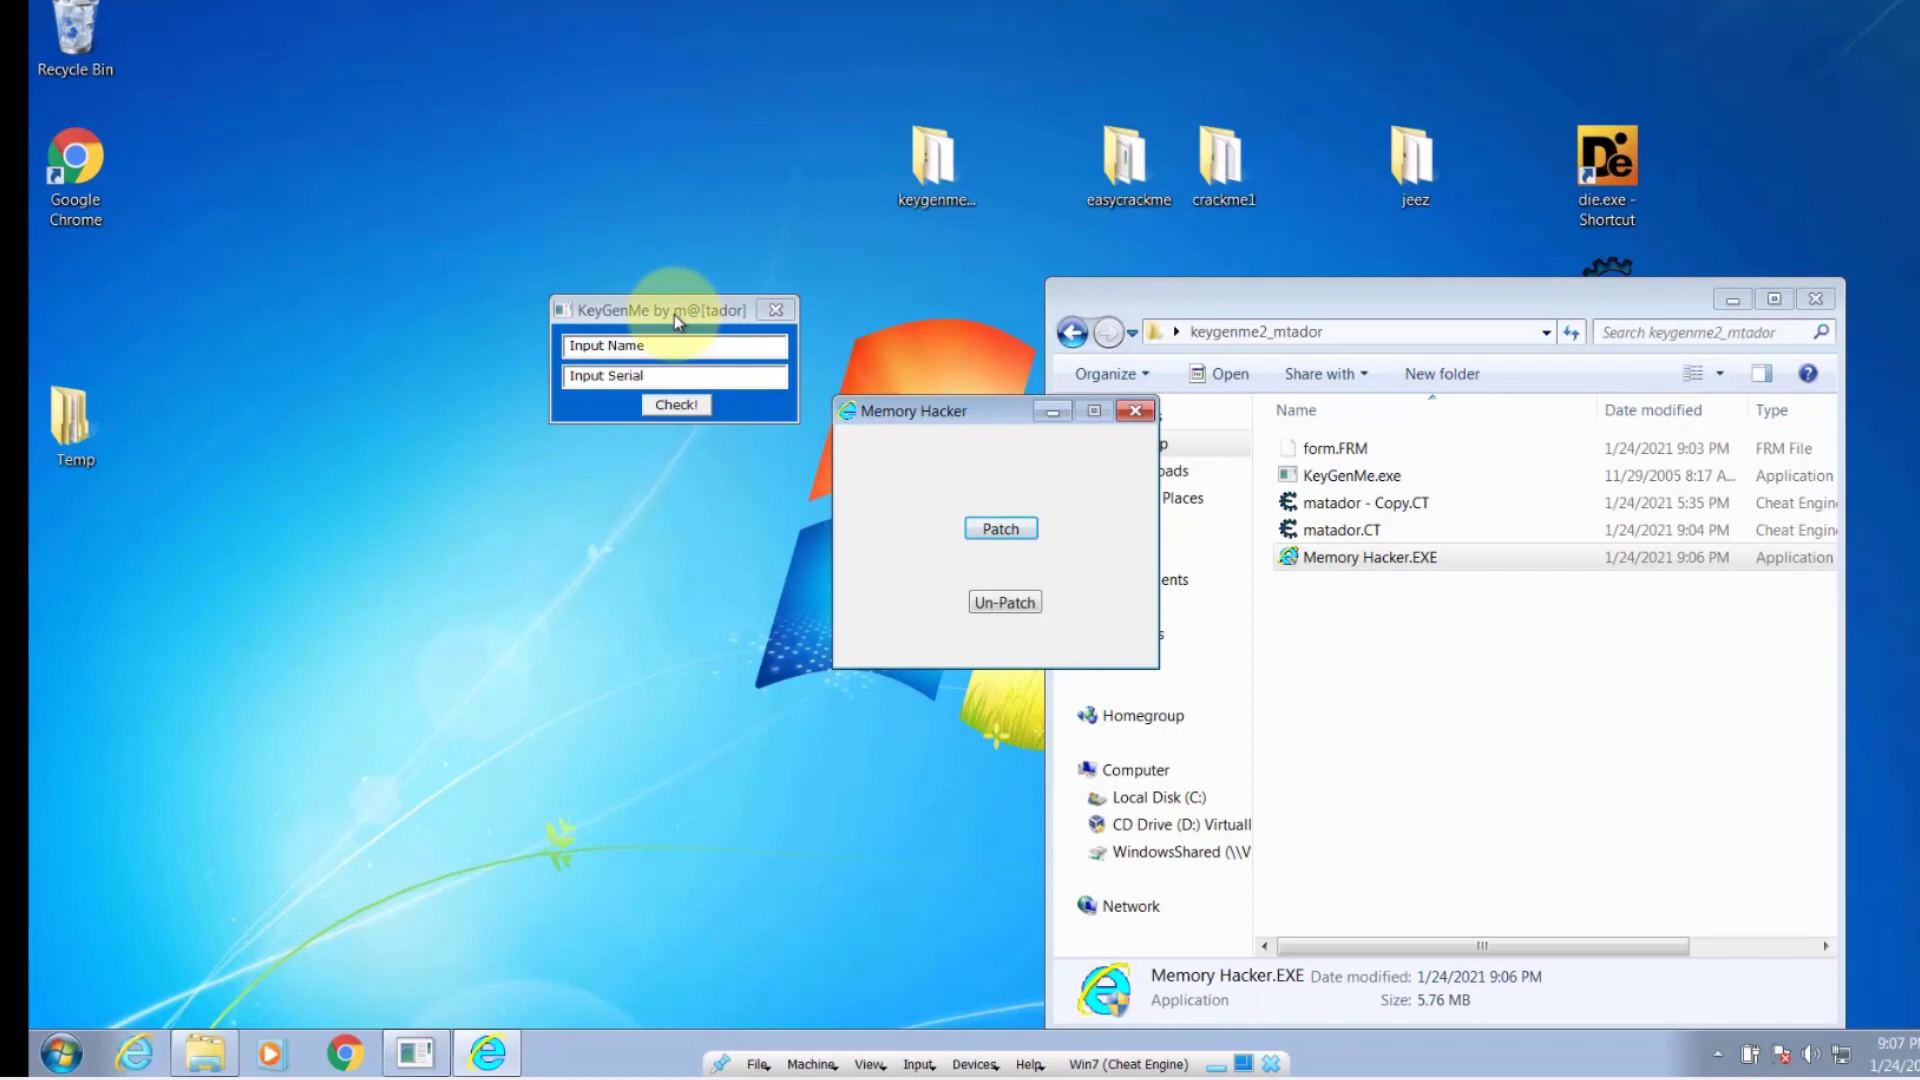 Recycle Bin
Google
Chrome
Temp
keygenme...
easycrackme
crackme1
jeez
die.exe -
Shortcut
KeyGenMe by m@[tador]
Input Name
Input Serial
Check!
Memory Hacker
Patch
Un-Patch
keygenme2_mtador
Search keygenme2_mtador
Organize
Open
Share with
New folder
Name
Date modified
Type
form.FRM
1/24/2021 9:03 PM
FRM File
KeyGenMe.exe
11/29/2005 8:17 A...
Application
matador - Copy.CT
1/24/2021 5:35 PM
Cheat Engin
matador.CT
1/24/2021 9:04 PM
Cheat Engin
Memory Hacker.EXE
1/24/2021 9:06 PM
Application
p
oads
Places
ents
s
Homegroup
Computer
Local Disk (C:)
CD Drive (D:) Virtuall
WindowsShared (\\V
Network
Memory Hacker.EXE Date modified: 1/24/2021 9:06 PM
Application Size: 5.76 MB
File Machine View Input Devices Help Win7 (Cheat Engine)
9:07 PM
1/24/20